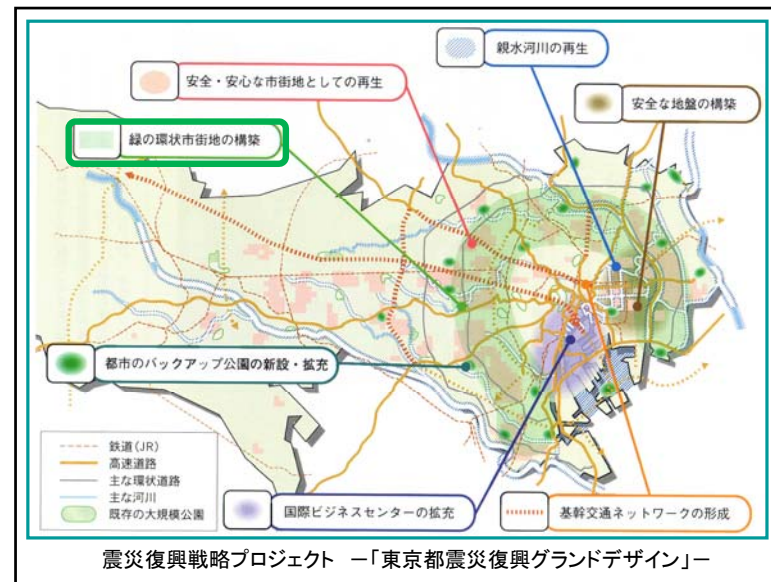 親水河川の再生
安全・安心な市街地としての再生
安全な地盤の構築
緑の環状市街地の構築
都市のバックアップ公園の新設・拡充
鉄道(JR)
高速道路
主な環状道路
主な河川
既存の大規模公園
国際ビジネスセンターの拡充
基幹交通ネットワークの形成
震災復興戦略プロジェクト －「東京都震災復興グランドデザイン」－